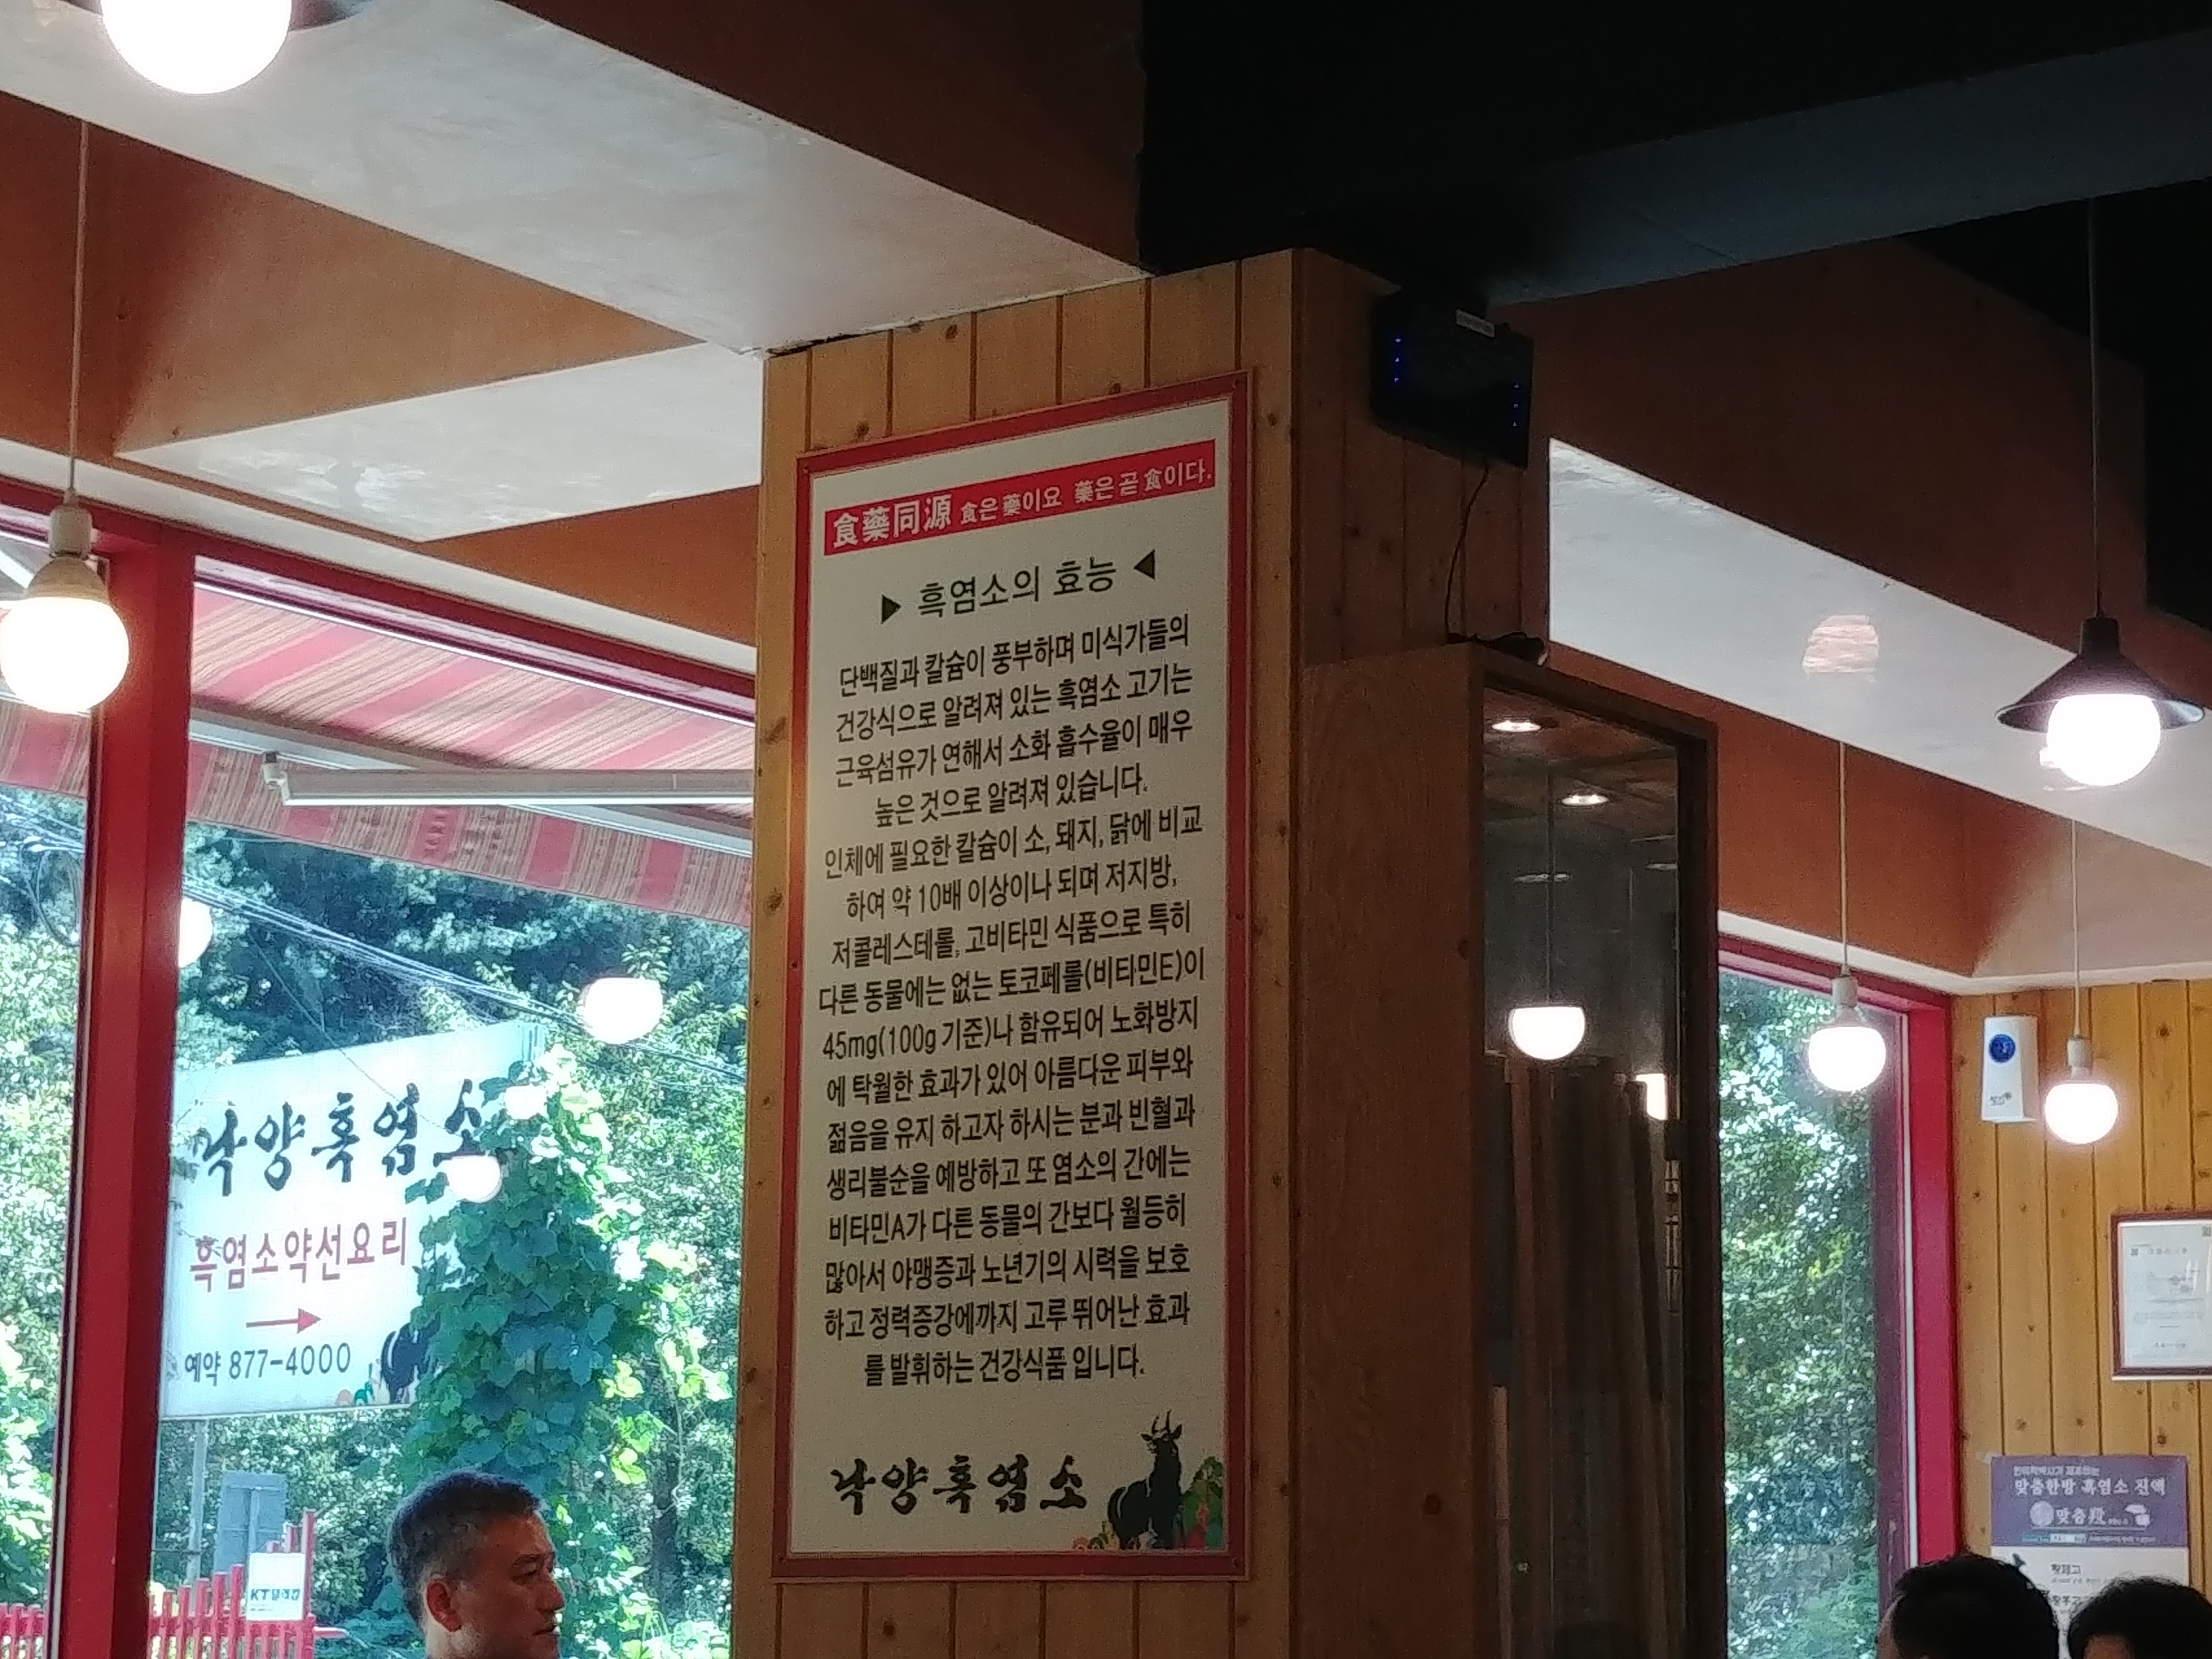 食藥同源 食은 藥이요 藥은 곧 食이다.
▶ 흑염소의 효능 ◀
단백질과 칼슘이 풍부하며 미식가들의
건강식으로 알려져 있는 흑염소 고기는
근육섬유가 연해서 소화 흡수율이 매우
높은 것으로 알려져 있습니다.
인체에 필요한 칼슘이 소, 돼지, 닭에 비교
하여 약 10배 이상이나 되며 저지방,
저콜레스테롤, 고비타민 식품으로 특히
다른 동물에는 없는 토코페롤(비타민E)이
45mg(100g 기준)나 함유되어 노화방지
에 탁월한 효과가 있어 아름다운 피부와
젊음을 유지 하고자 하시는 분과 빈혈과
생리불순을 예방하고 또 염소의 간에는
비타민A가 다른 동물의 간보다 월등히
많아서 야맹증과 노년기의 시력을 보호
하고 정력증강에까지 고루 뛰어난 효과
를 발휘하는 건강식품 입니다.
낙양흑염소
낙양흑염소
흑염소약선요리
→
예약 877-4000
KT텔레캅
맞춤한방 흑염소 진액
맞춤